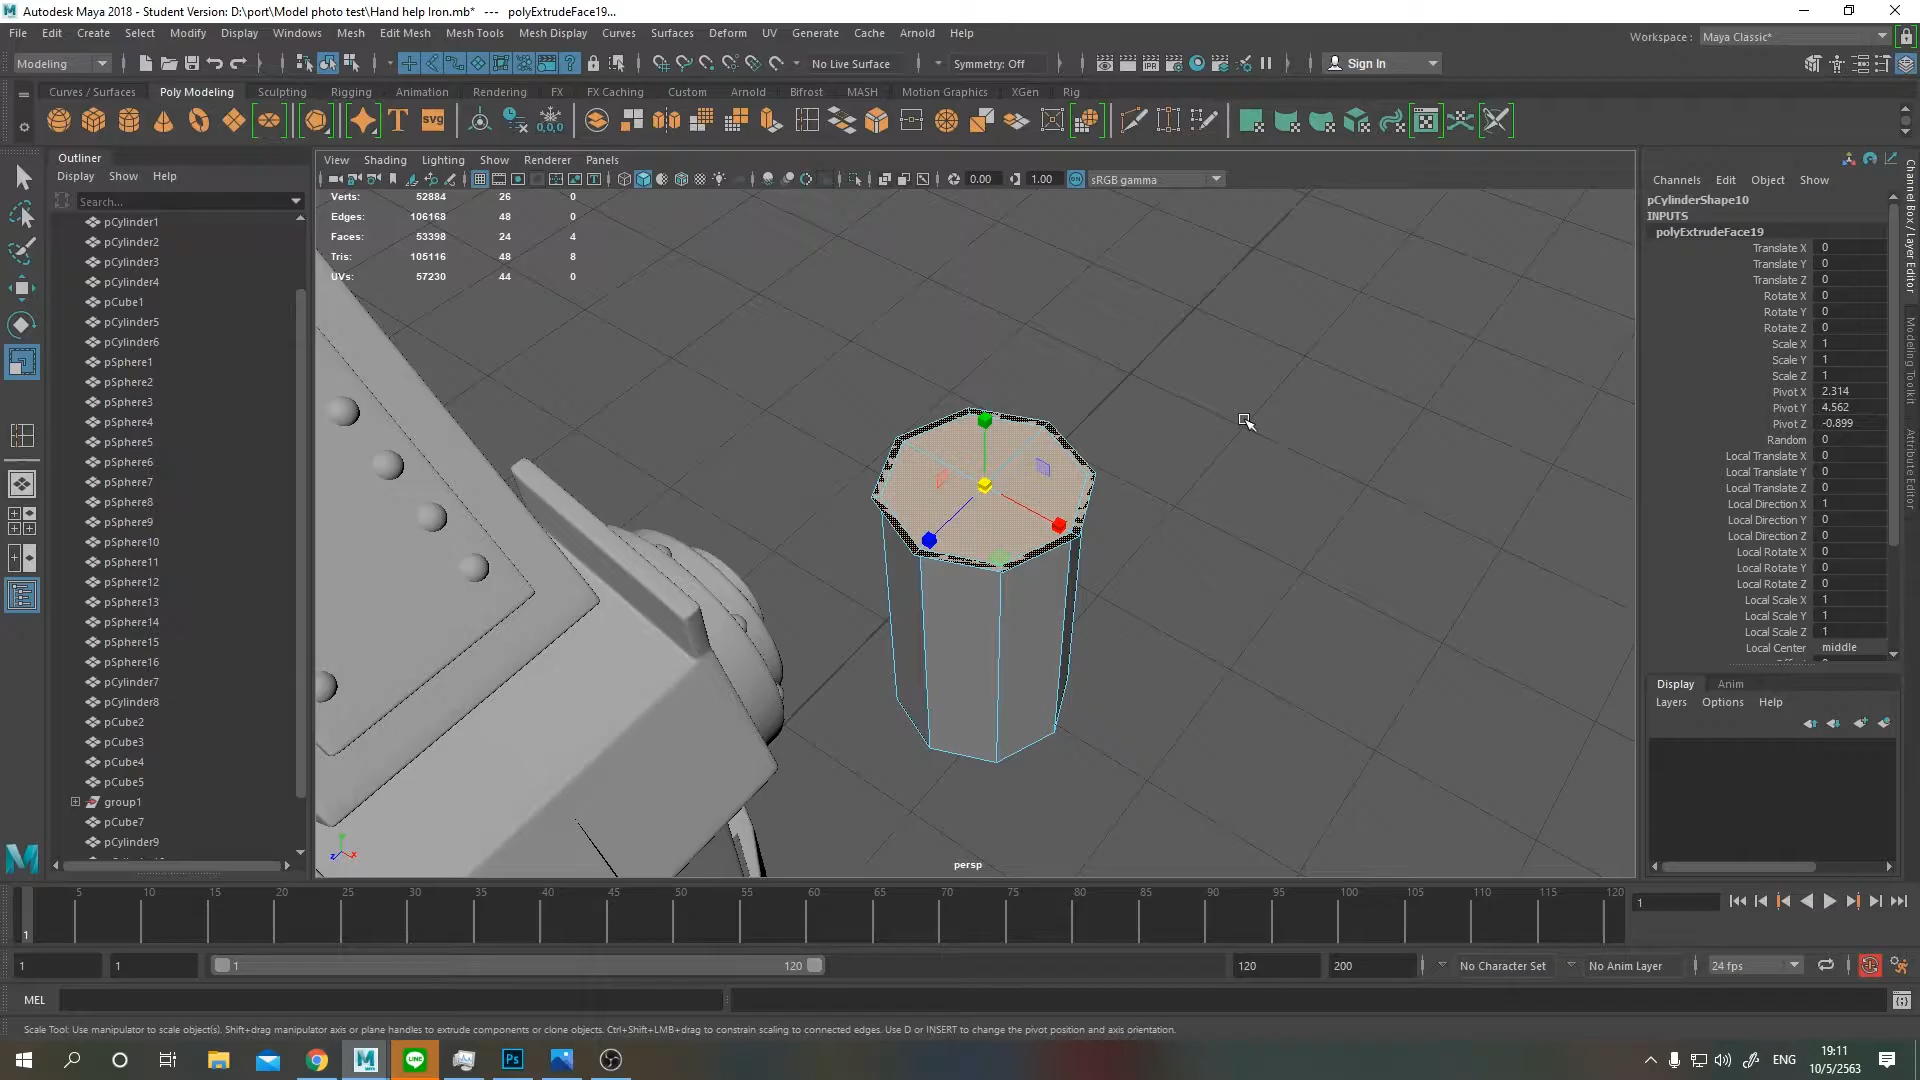 Autodesk Maya 2018 - Student Version: D:\port\Model photo test\Hand help Iron.mb*   ---   polyExtrudeFace19...
File Edit Create Select Modify Display Windows Mesh Edit Mesh Mesh Tools Mesh Display Curves Surfaces Deform UV Generate Cache Arnold Help
Workspace : Maya Classic*
Modeling No Live Surface Symmetry: Off Sign In
Curves / Surfaces Poly Modeling Sculpting Rigging Animation Rendering FX FX Caching Custom Arnold Bifrost MASH Motion Graphics XGen Rig
T svg 0,0,0
Outliner
Display Show Help
Search...
pCylinder1
pCylinder2
pCylinder3
pCylinder4
pCube1
pCylinder5
pCylinder6
pSphere1
pSphere2
pSphere3
pSphere4
pSphere5
pSphere6
pSphere7
pSphere8
pSphere9
pSphere10
pSphere11
pSphere12
pSphere13
pSphere14
pSphere15
pSphere16
pCylinder7
pCylinder8
pCube2
pCube3
pCube4
pCube5
group1
pCube7
pCylinder9
View Shading Lighting Show Renderer Panels
0.00 1.00 sRGB gamma
Verts: 52884 26 0
Edges: 106168 48 0
Faces: 53398 24 4
Tris: 105116 48 8
UVs: 57230 44 0
persp
Channels Edit Object Show
pCylinderShape10
INPUTS
polyExtrudeFace19
Translate X 0
Translate Y 0
Translate Z 0
Rotate X 0
Rotate Y 0
Rotate Z 0
Scale X 1
Scale Y 1
Scale Z 1
Pivot X 2.314
Pivot Y 4.562
Pivot Z -0.899
Random 0
Local Translate X 0
Local Translate Y 0
Local Translate Z 0
Local Direction X 1
Local Direction Y 0
Local Direction Z 0
Local Rotate X 0
Local Rotate Y 0
Local Rotate Z 0
Local Scale X 1
Local Scale Y 1
Local Scale Z 1
Local Center middle
Display Anim
Layers Options Help
Channel Box / Layer Editor
Modeling Toolkit
Attribute Editor
5 10 15 20 25 30 35 40 45 50 55 60 65 70 75 80 85 90 95 100 105 110 115 120
1
1
1 1 1 120 120 200 No Character Set No Anim Layer 24 fps
MEL
Scale Tool: Use manipulator to scale object(s). Shift+drag manipulator axis or plane handles to extrude components or clone objects. Ctrl+Shift+LMB+drag to constrain scaling to connected edges. Use D or INSERT to change the pivot position and axis orientation.
ENG
19:11
10/5/2563